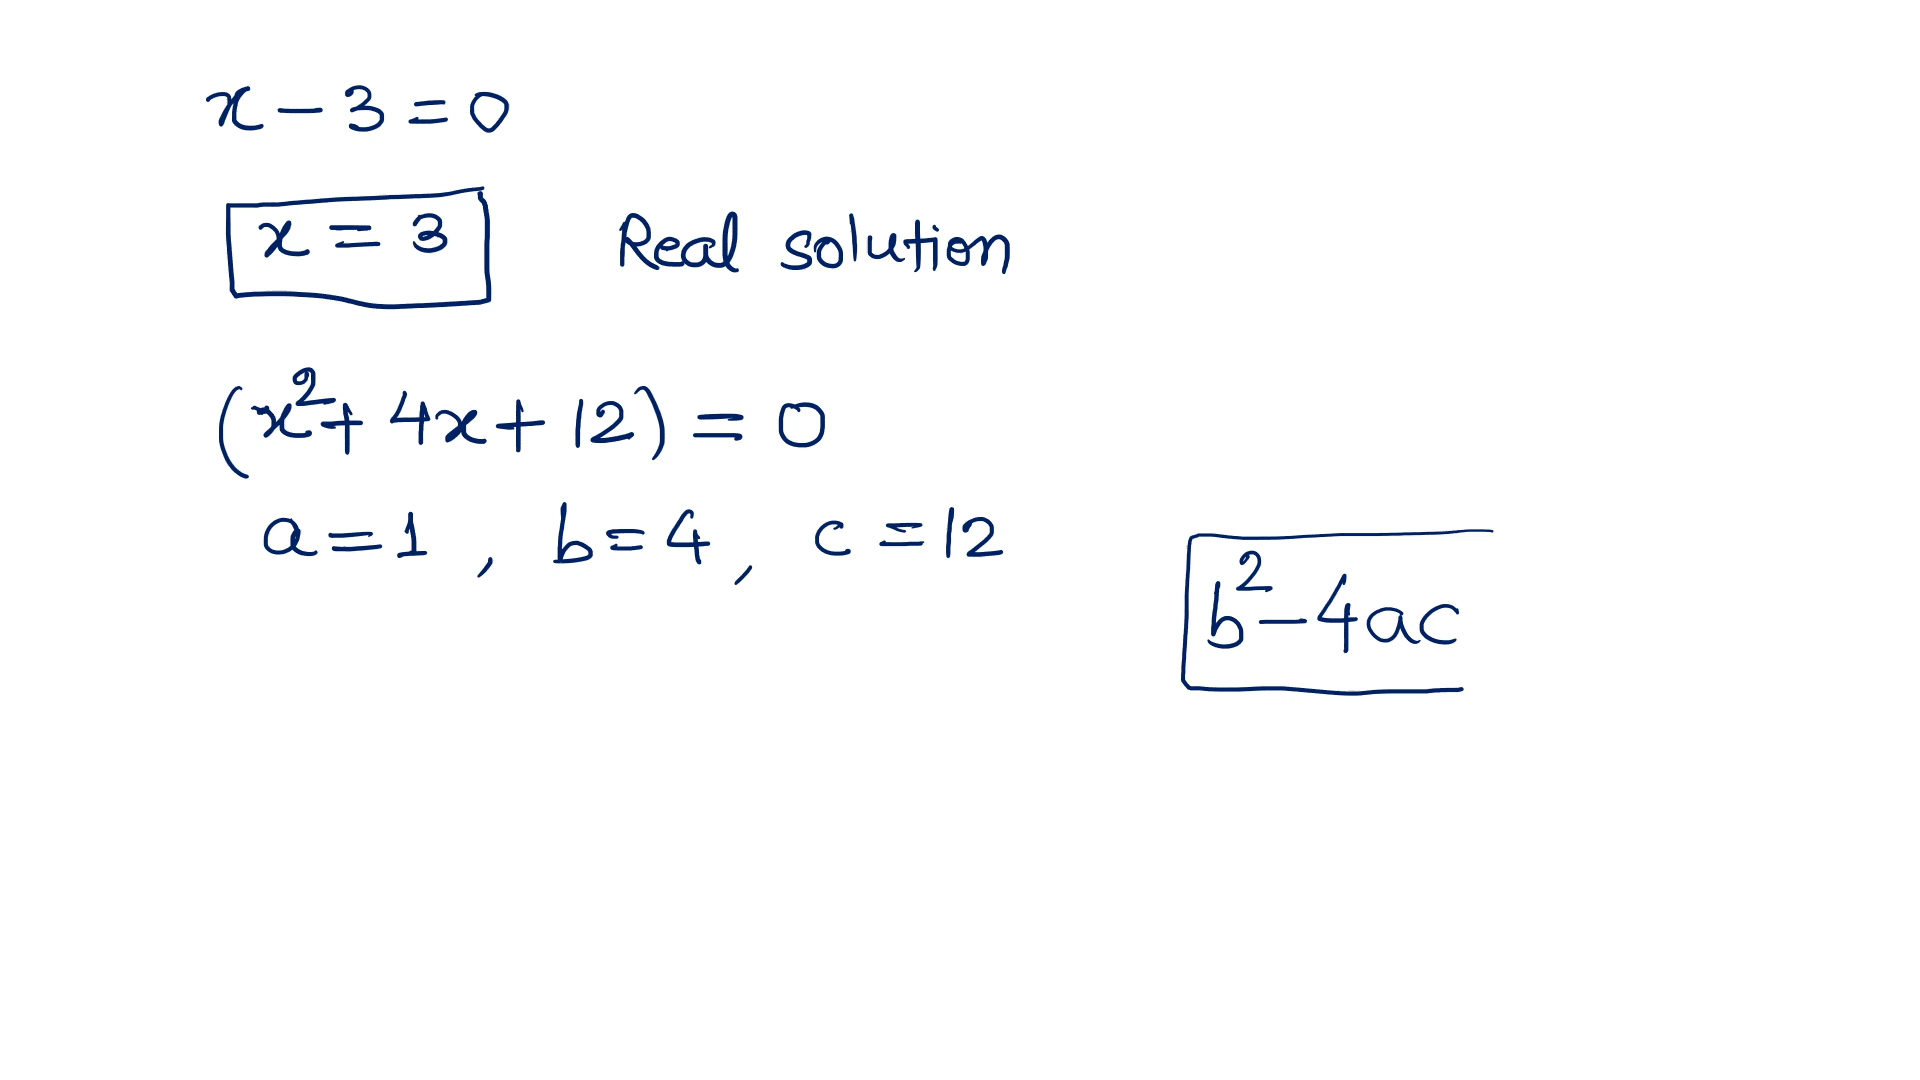 x - 3 = 0
x = 3 Real solution
(x² + 4x + 12) = 0
a = 1 , b = 4 , c = 12
b² - 4ac